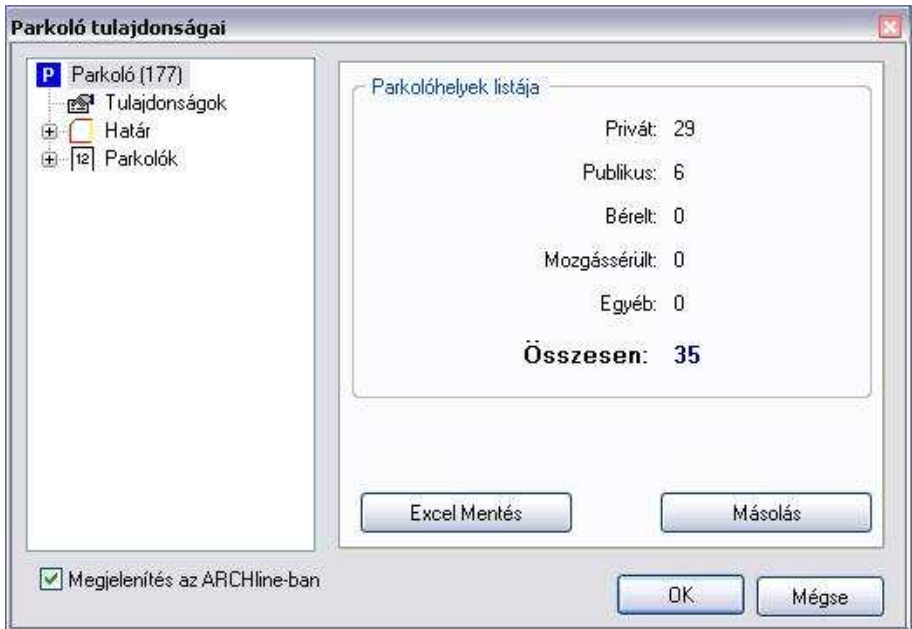 Parkoló tulajdonságai
P Parkoló (177)
Tulajdonságok
Határ
12 Parkolók
Parkolóhelyek listája
Privát: 29
Publikus: 6
Bérelt: 0
Mozgássérült: 0
Egyéb: 0
Összesen: 35
Excel Mentés
Másolás
Megjelenítés az ARCHline-ban
OK
Mégse